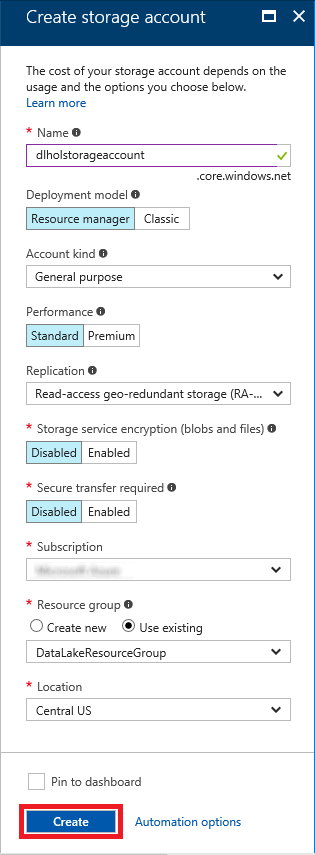 Create storage account
The cost of your storage account depends on the
usage and the options you choose below.
Learn more
* Name
dlholstorageaccount
.core.windows.net
Deployment model
Resource manager Classic
Account kind
General purpose
Performance
Standard Premium
Replication
Read-access geo-redundant storage (RA-...
* Storage service encryption (blobs and files)
Disabled Enabled
* Secure transfer required
Disabled Enabled
* Subscription
* Resource group
Create new Use existing
DataLakeResourceGroup
* Location
Central US
Pin to dashboard
Create Automation options